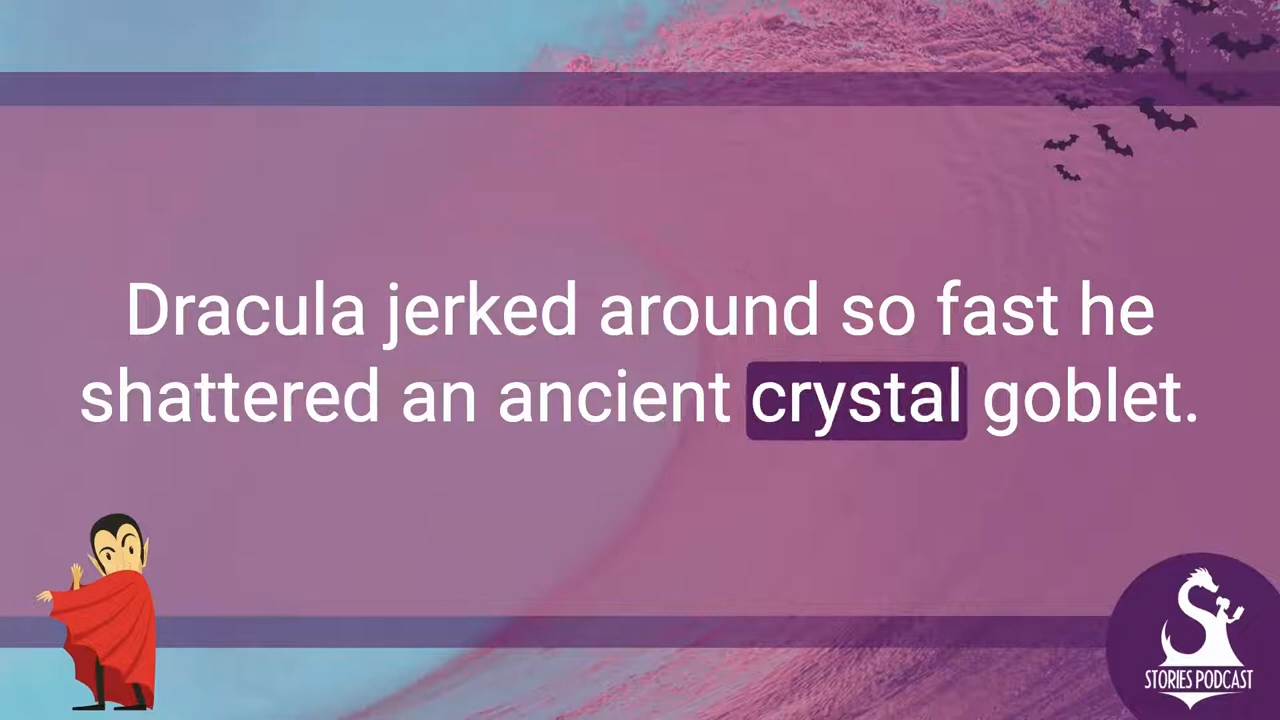 Dracula jerked around so fast he
shattered an ancient crystal goblet.
STORIES PODCAST